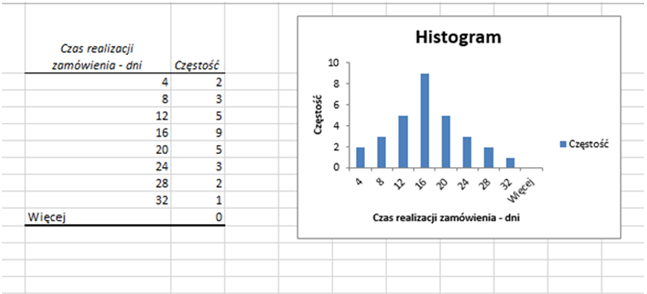 Czas realizacji
zamówienia - dni Częstość
4 2
8 3
12 5
16 9
20 5
24 3
28 2
32 1
Więcej 0
Histogram
Częstość
10
8
6
4
2
0
4 8 12 16 20 24 28 32 Więcej
Czas realizacji zamówienia - dni
Częstość